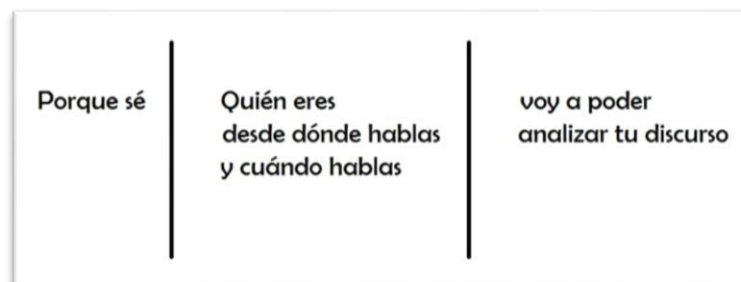 Porque sé
Quién eres
desde dónde hablas
y cuándo hablas
voy a poder
analizar tu discurso